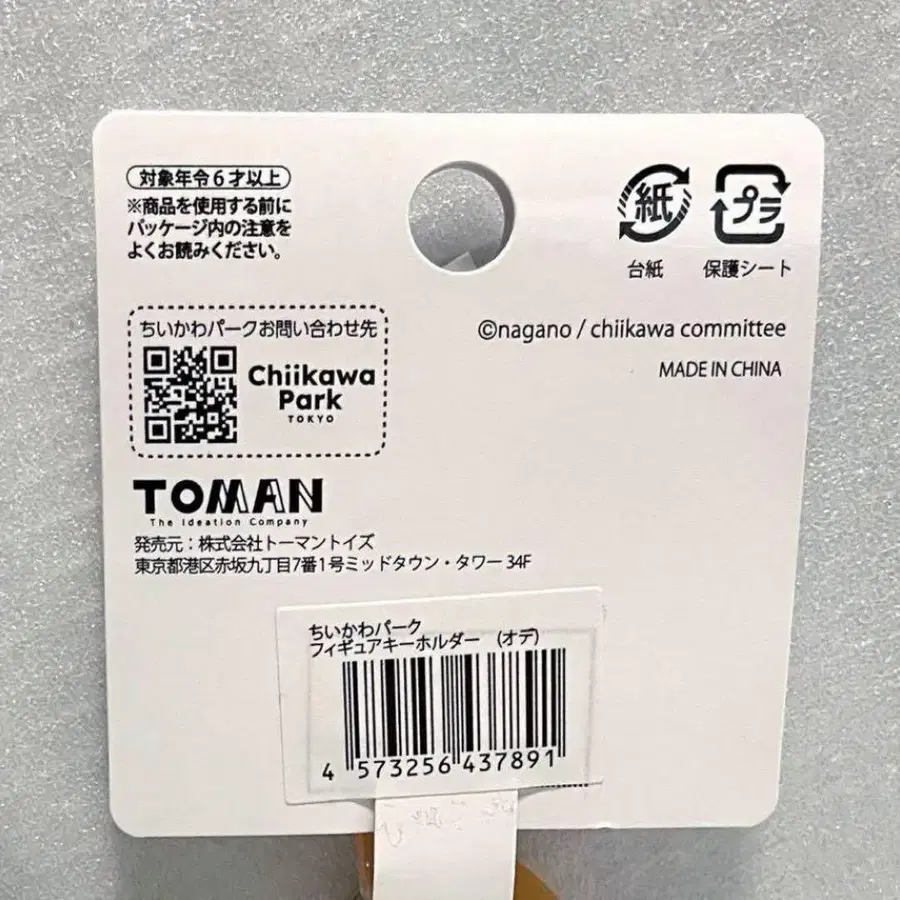 対象年令6才以上
※商品を使用する前に
パッケージ内の注意を
よくお読みください。
紙
プラ
台紙
保護シート
ちいかわパークお問い合わせ先
Chiikawa
Park
TOKYO
©nagano / chiikawa committee
MADE IN CHINA
TOMAN
The Ideation Company
発売元：株式会社トーマントイズ
東京都港区赤坂九丁目7番1号ミッドタウン・タワー 34F
ちいかわパーク
フィギュアキーホルダー （オデ）
4 573256 437891